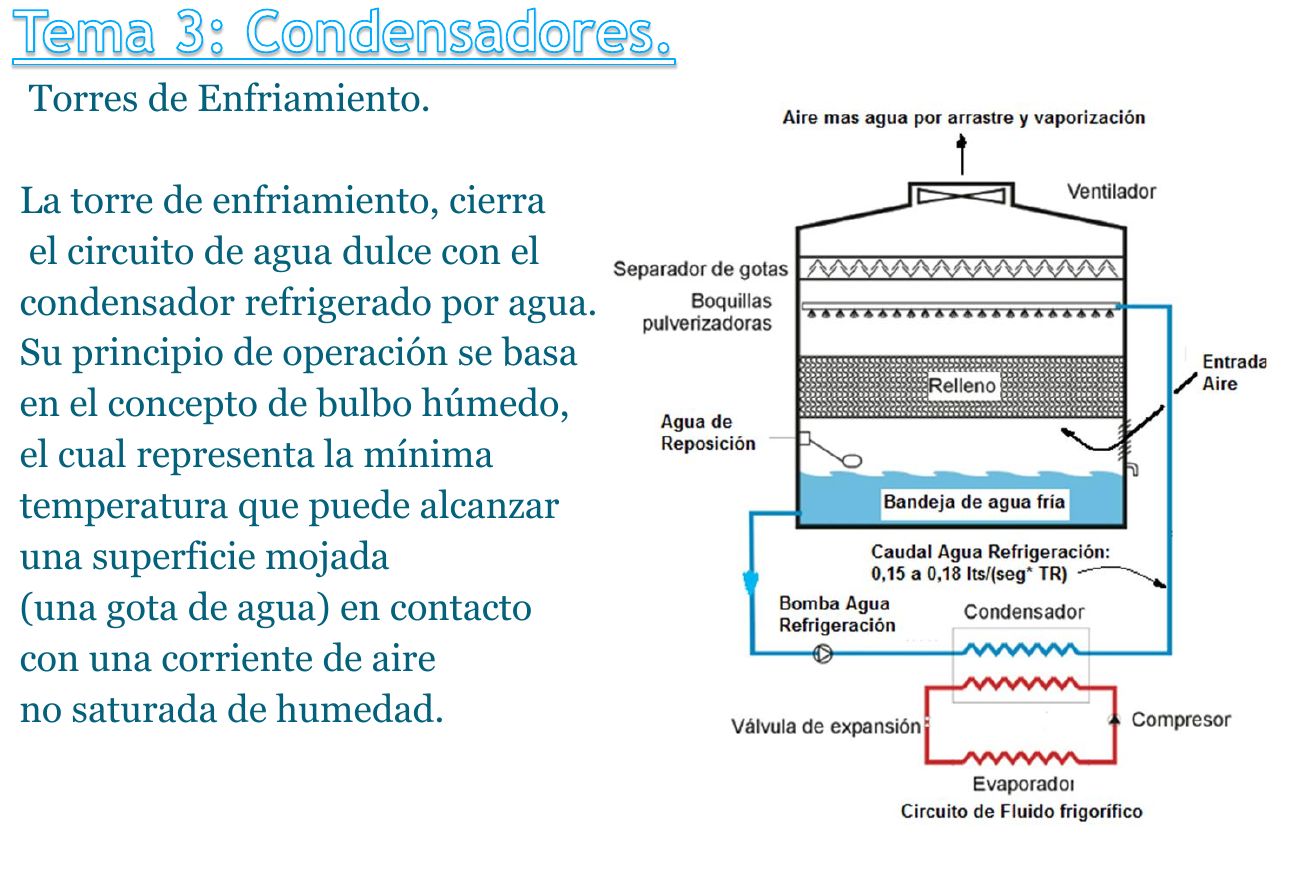 Tema 3: Condensadores.
Torres de Enfriamiento.
La torre de enfriamiento, cierra
el circuito de agua dulce con el
condensador refrigerado por agua.
Su principio de operación se basa
en el concepto de bulbo húmedo,
el cual representa la mínima
temperatura que puede alcanzar
una superficie mojada
(una gota de agua) en contacto
con una corriente de aire
no saturada de humedad.
Aire mas agua por arrastre y vaporización
Ventilador
Separador de gotas
Boquillas
pulverizadoras
Entrada
Aire
Relleno
Agua de
Reposición
Bandeja de agua fría
Caudal Agua Refrigeración:
0,15 a 0,18 lts/(seg* TR)
Bomba Agua
Refrigeración
Condensador
Válvula de expansión
Compresor
Evaporador
Circuito de Fluido frigorífico